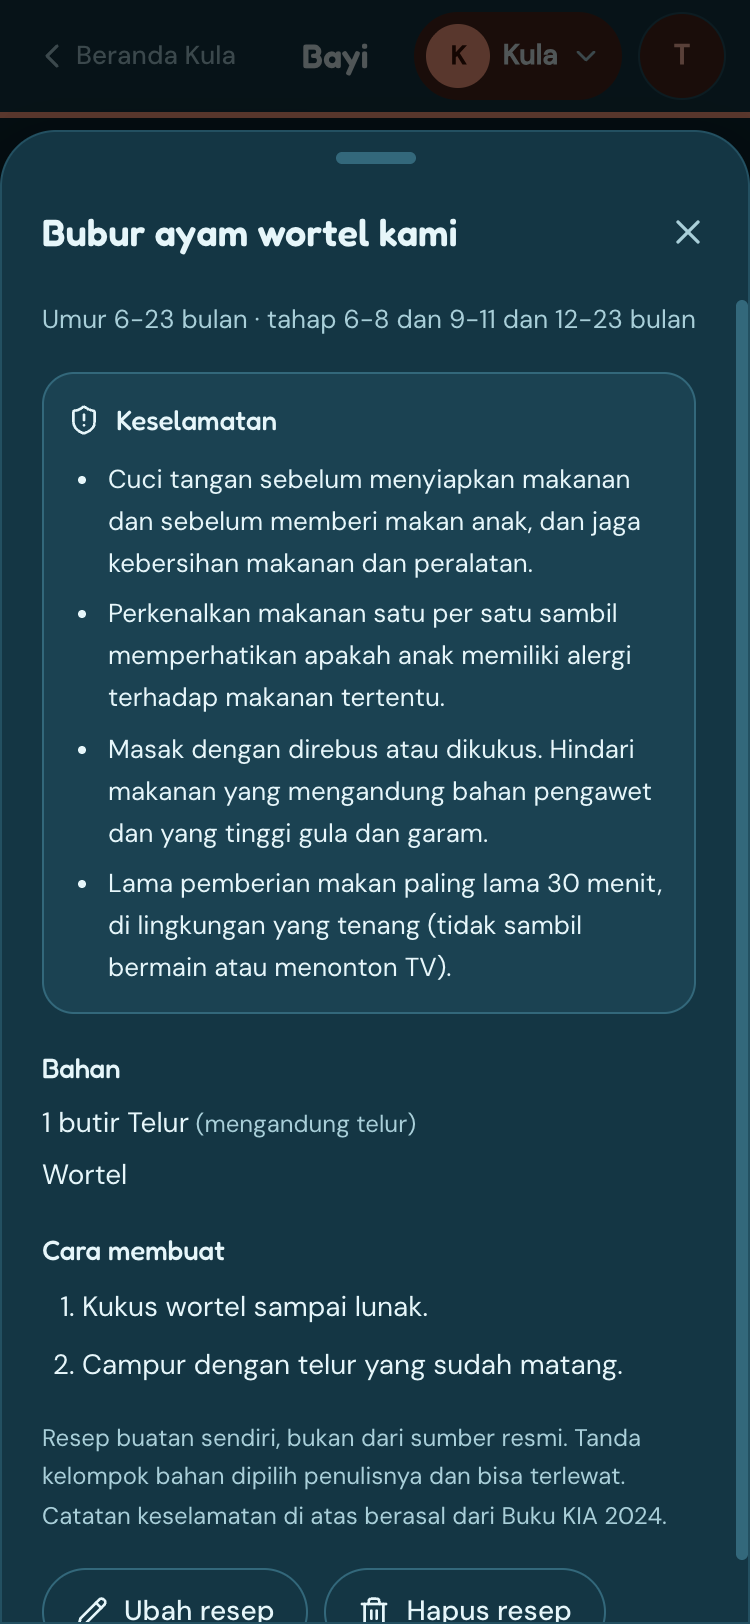 Beranda Kula
Bayi
K
Kula
T
Bubur ayam wortel kami
Umur 6-23 bulan · tahap 6-8 dan 9-11 dan 12-23 bulan
Keselamatan
• Cuci tangan sebelum menyiapkan makanan
dan sebelum memberi makan anak, dan jaga
kebersihan makanan dan peralatan.
• Perkenalkan makanan satu per satu sambil
memperhatikan apakah anak memiliki alergi
terhadap makanan tertentu.
• Masak dengan direbus atau dikukus. Hindari
makanan yang mengandung bahan pengawet
dan yang tinggi gula dan garam.
• Lama pemberian makan paling lama 30 menit,
di lingkungan yang tenang (tidak sambil
bermain atau menonton TV).
Bahan
1 butir Telur (mengandung telur)
Wortel
Cara membuat
1. Kukus wortel sampai lunak.
2. Campur dengan telur yang sudah matang.
Resep buatan sendiri, bukan dari sumber resmi. Tanda
kelompok bahan dipilih penulisnya dan bisa terlewat.
Catatan keselamatan di atas berasal dari Buku KIA 2024.
Ubah resep
Hapus resep